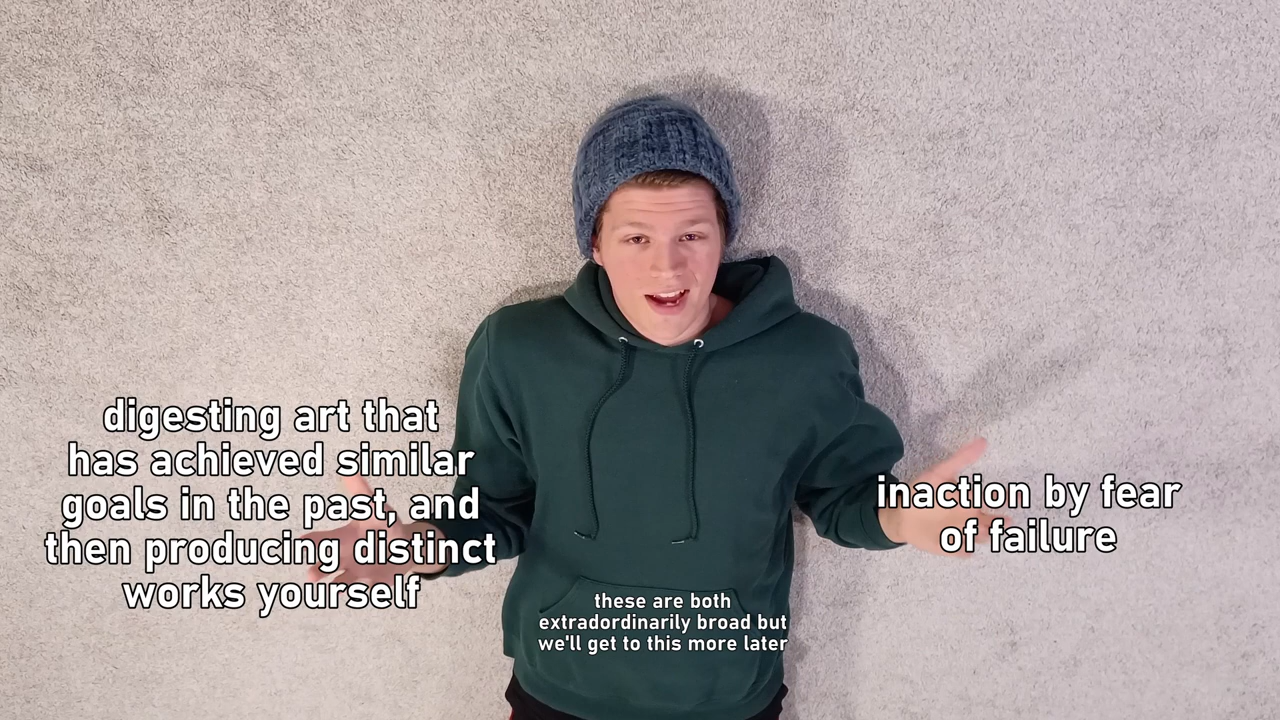 digesting art that
has achieved similar
goals in the past, and
then producing distinct
works yourself
inaction by fear
of failure
these are both
extradordinarily broad but
we'll get to this more later